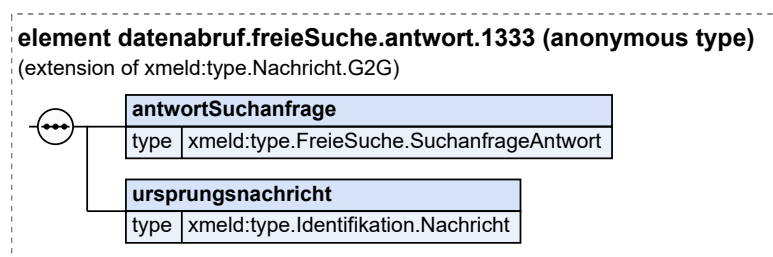 element datenabruf.freieSuche.antwort.1333 (anonymous type)
(extension of xmeld:type.Nachricht.G2G)
antwortSuchanfrage
type xmeld:type.FreieSuche.SuchanfrageAntwort
ursprungsnachricht
type xmeld:type.Identifikation.Nachricht